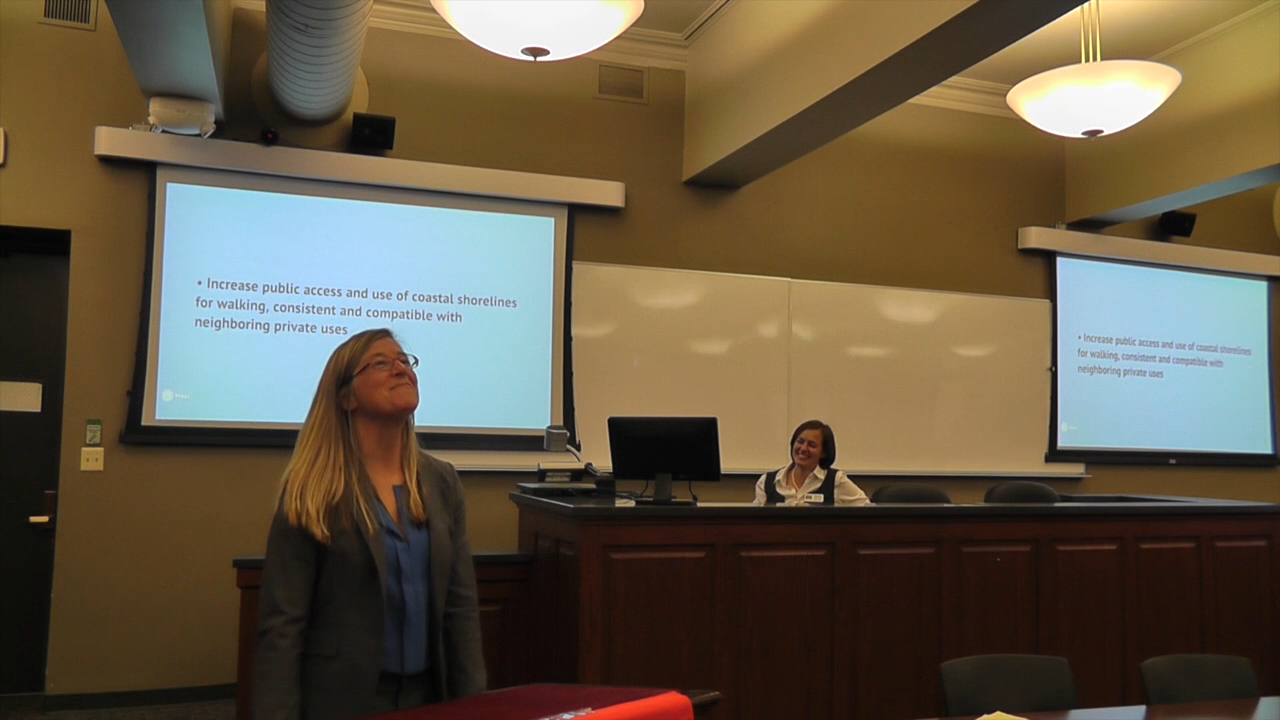 • Increase public access and use of coastal shorelines
for walking, consistent and compatible with
neighboring private uses
• Increase public access and use of coastal shorelines
for walking, consistent and compatible with
neighboring private uses